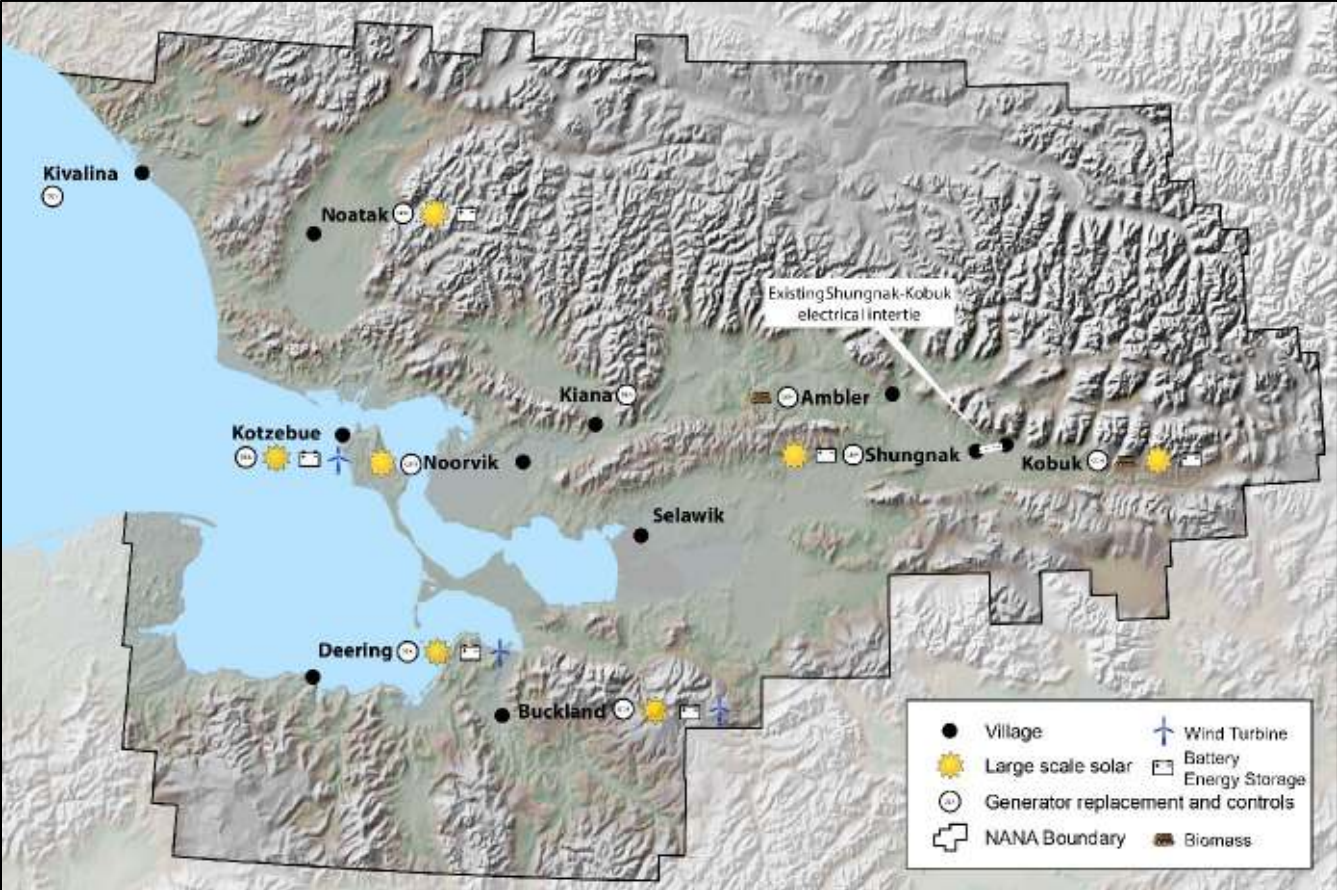 Kivalina
Noatak
Existing Shungnak-Kobuk
electrical intertie
Kiana
Ambler
Kotzebue
Noorvik
Shungnak
Kobuk
Selawik
Deering
Buckland
Village
Wind Turbine
Large scale solar
Battery
Energy Storage
Generator replacement and controls
NANA Boundary
Biomass